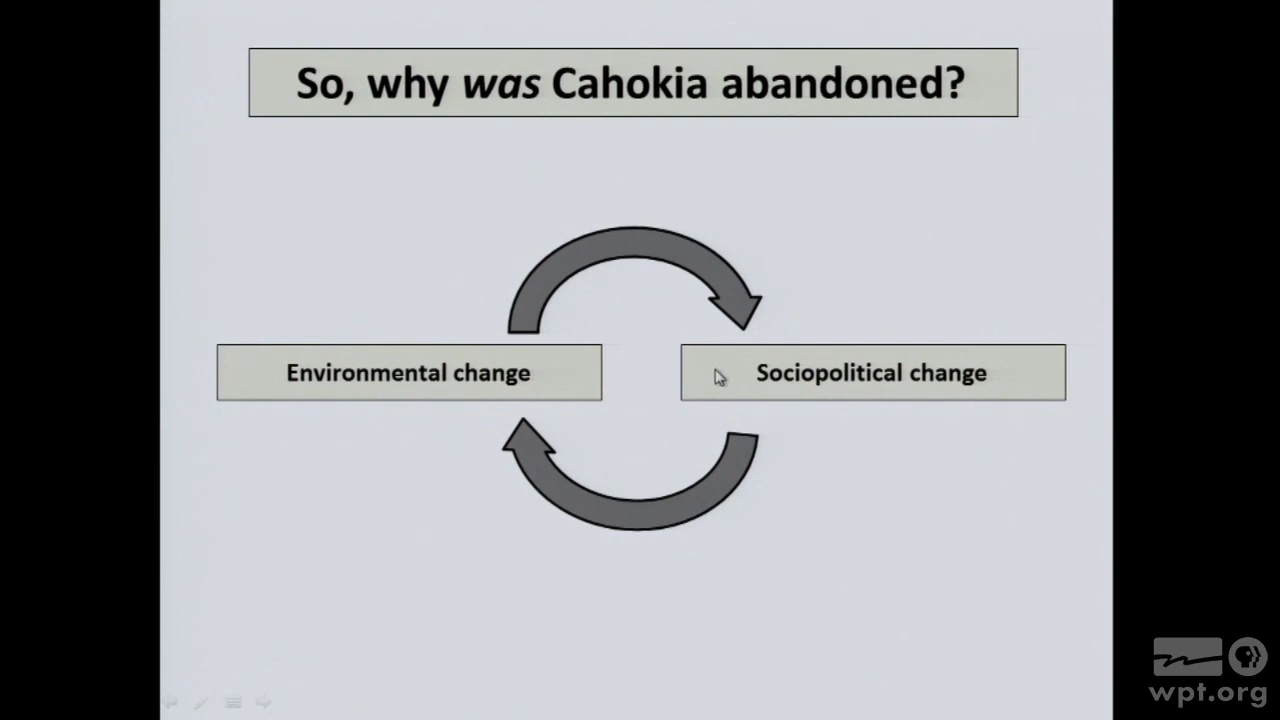 So, why was Cahokia abandoned?
Environmental change
Sociopolitical change
wpt.org